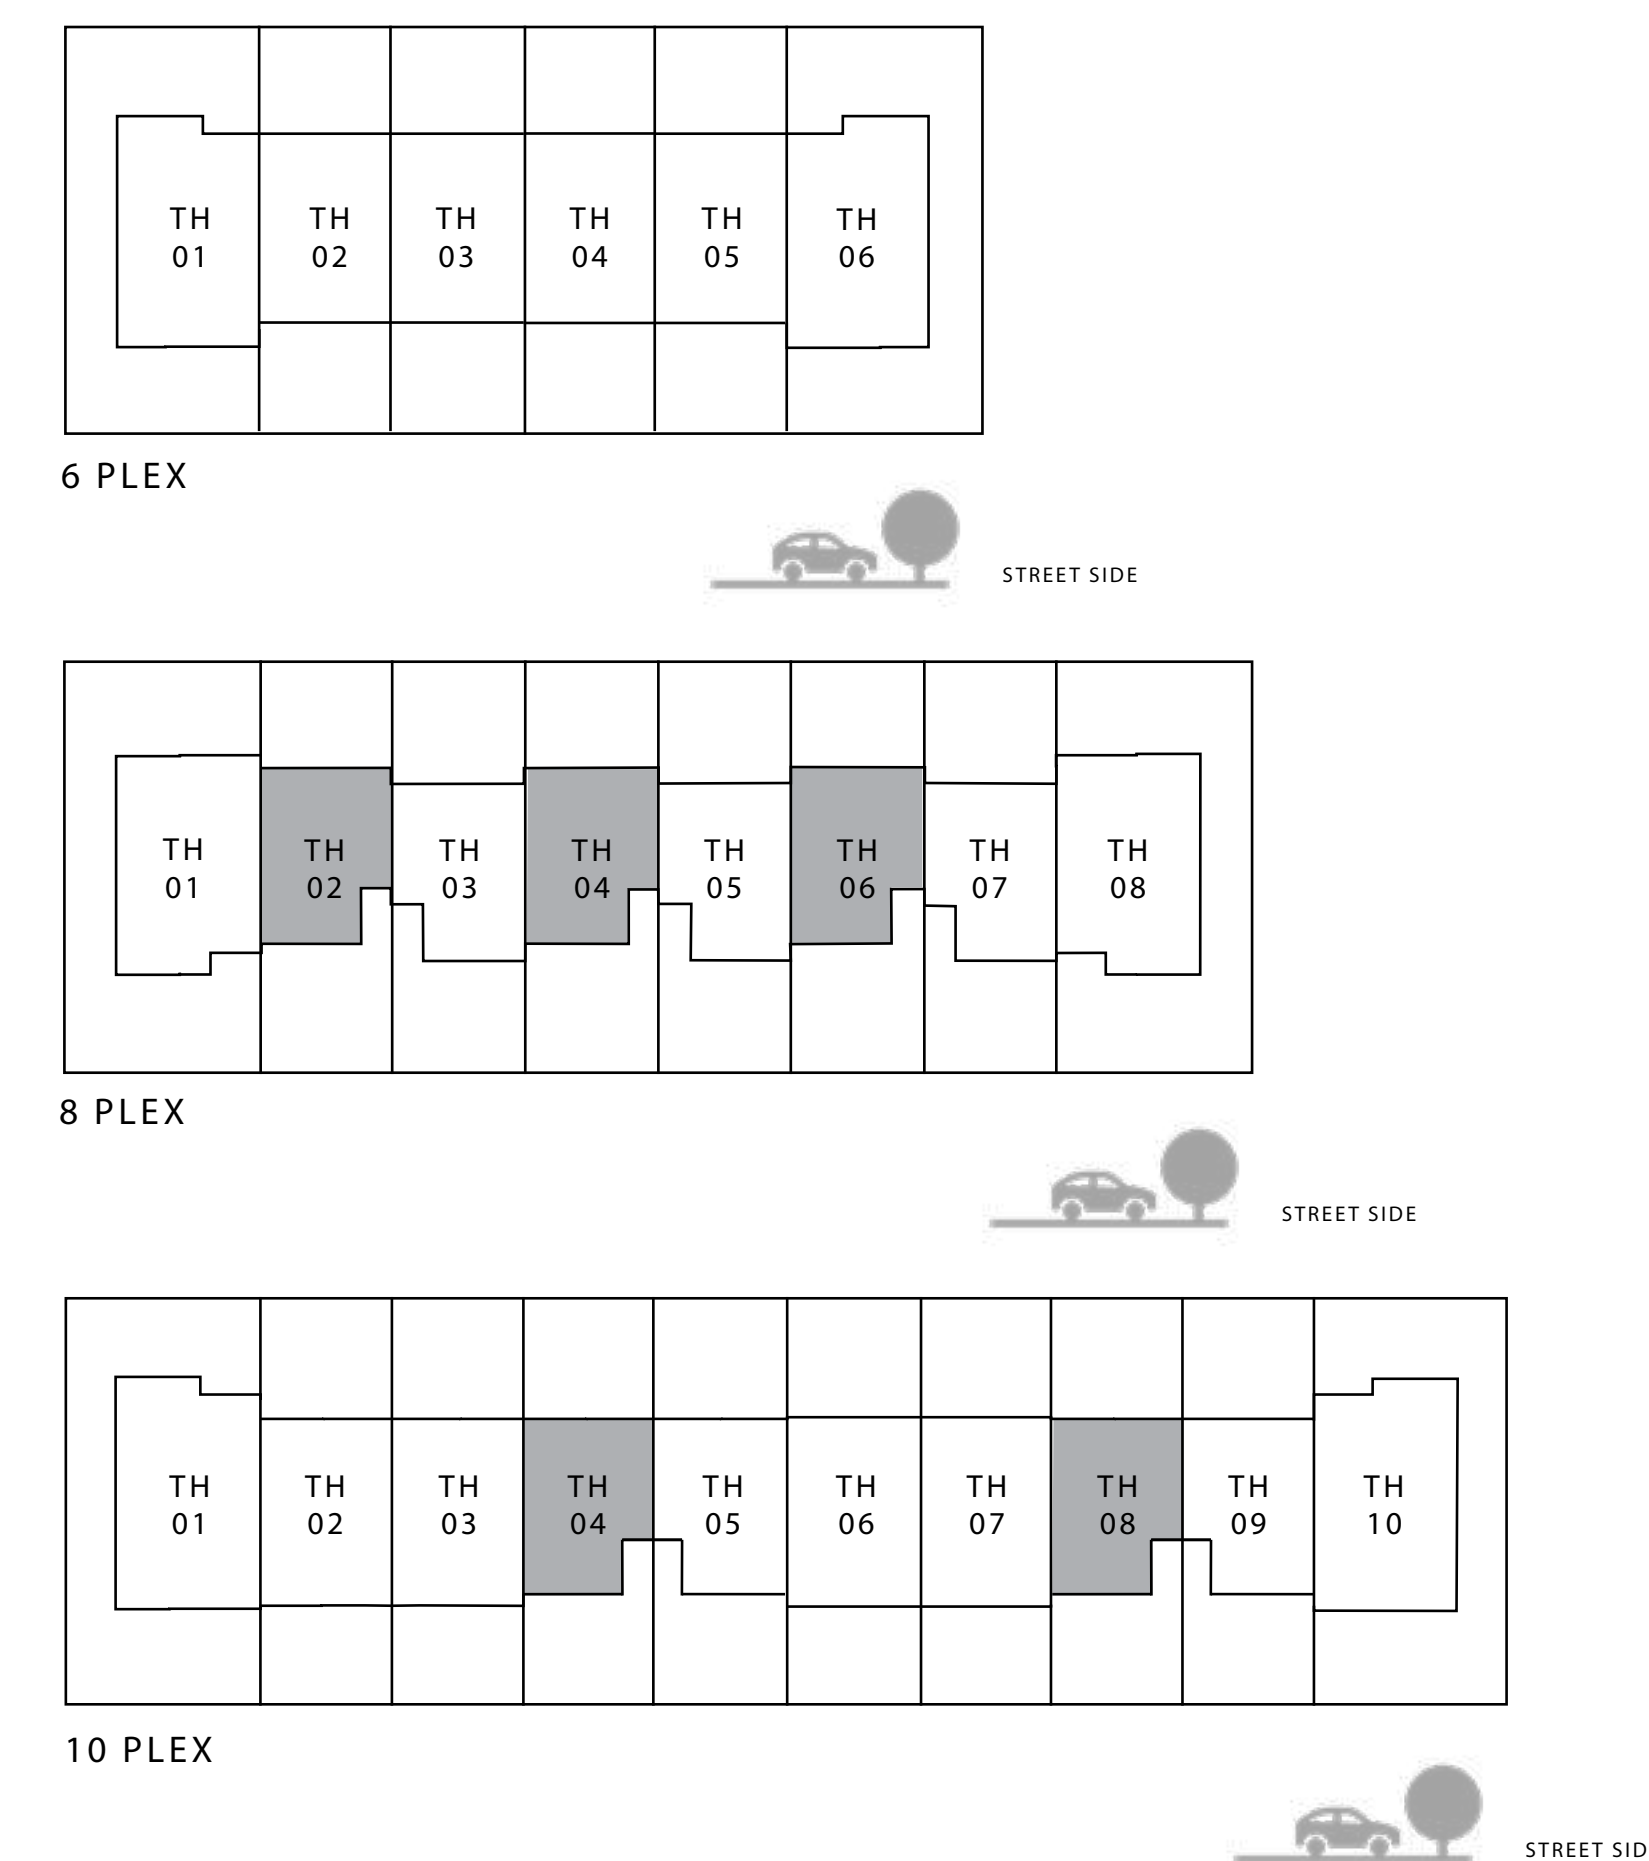 TH TH TH TH TH TH
01 02 03 04 05 06
6 PLEX
STREET SIDE
TH TH TH TH TH TH TH TH
01 02 03 04 05 06 07 08
8 PLEX
STREET SIDE
TH TH TH TH TH TH TH TH TH TH
01 02 03 04 05 06 07 08 09 10
10 PLEX
STREET SID